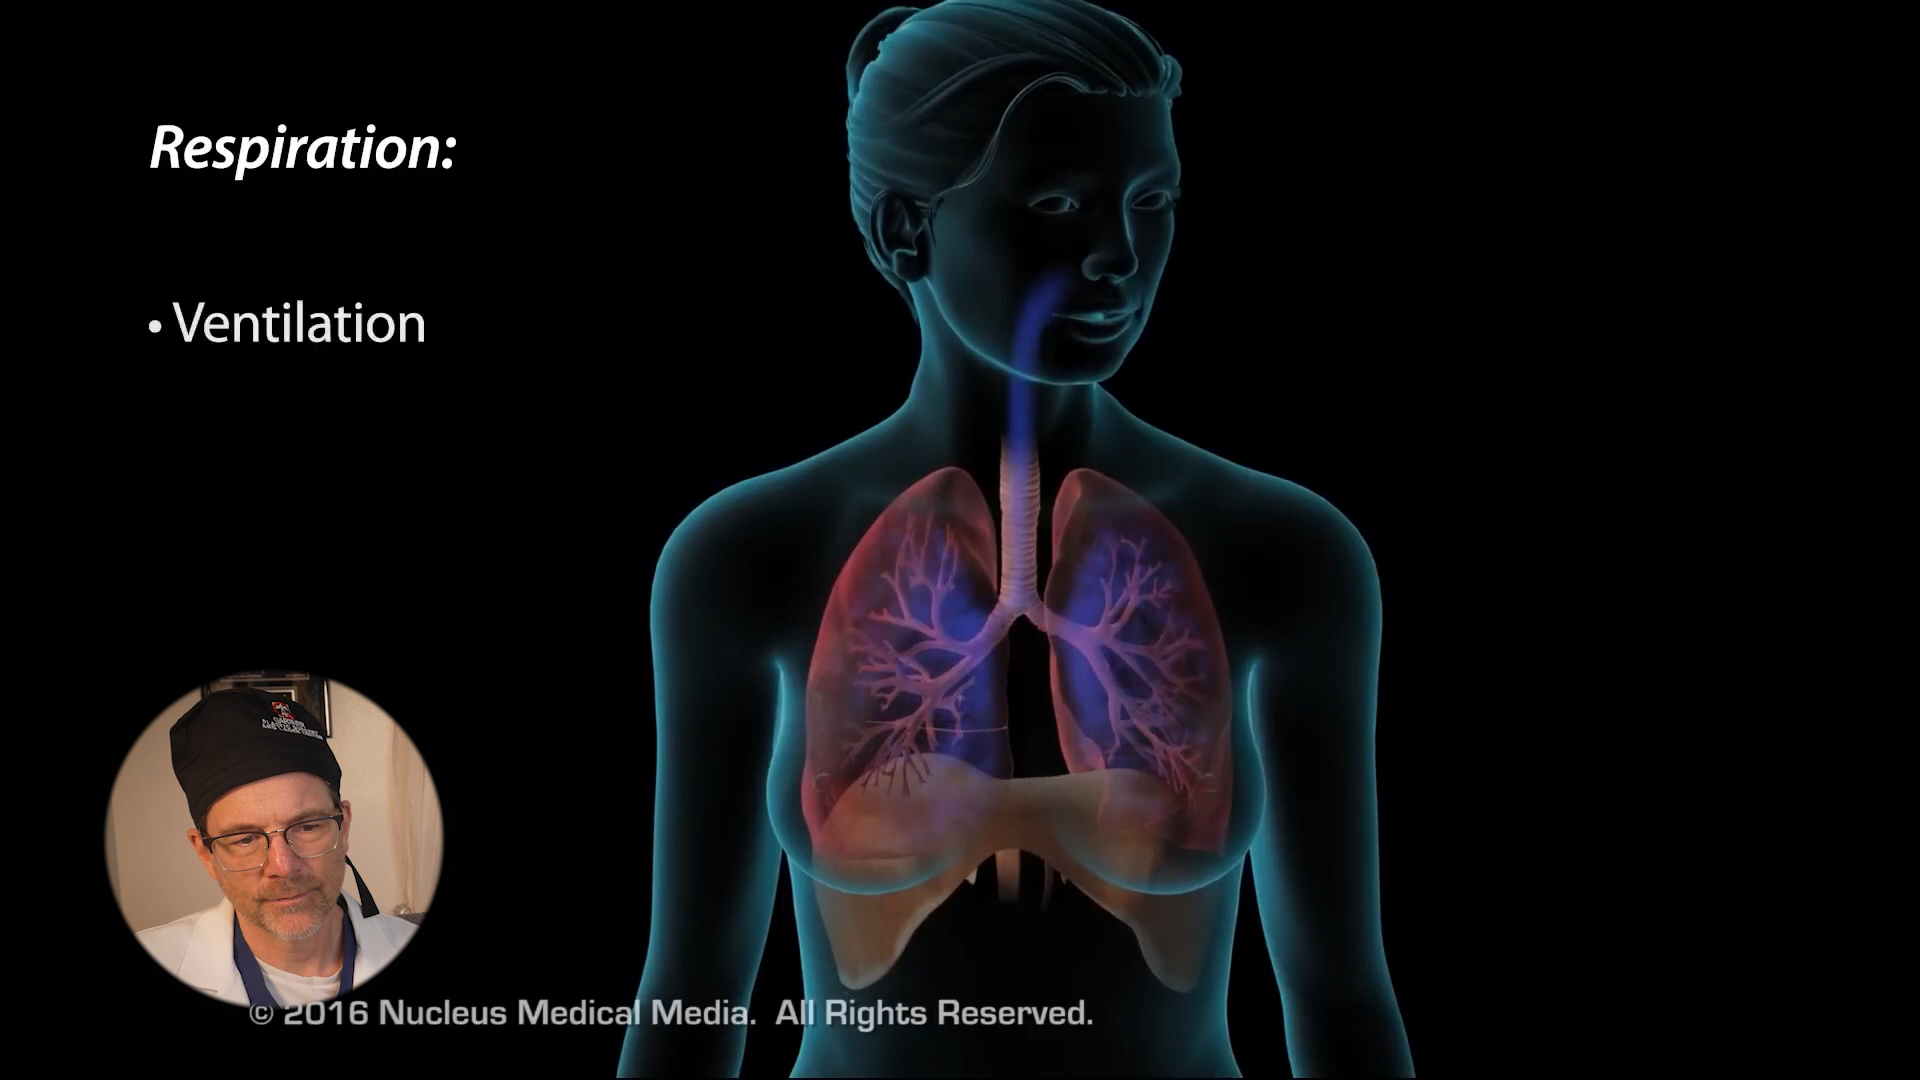 Respiration:
• Ventilation
© 2016 Nucleus Medical Media. All Rights Reserved.